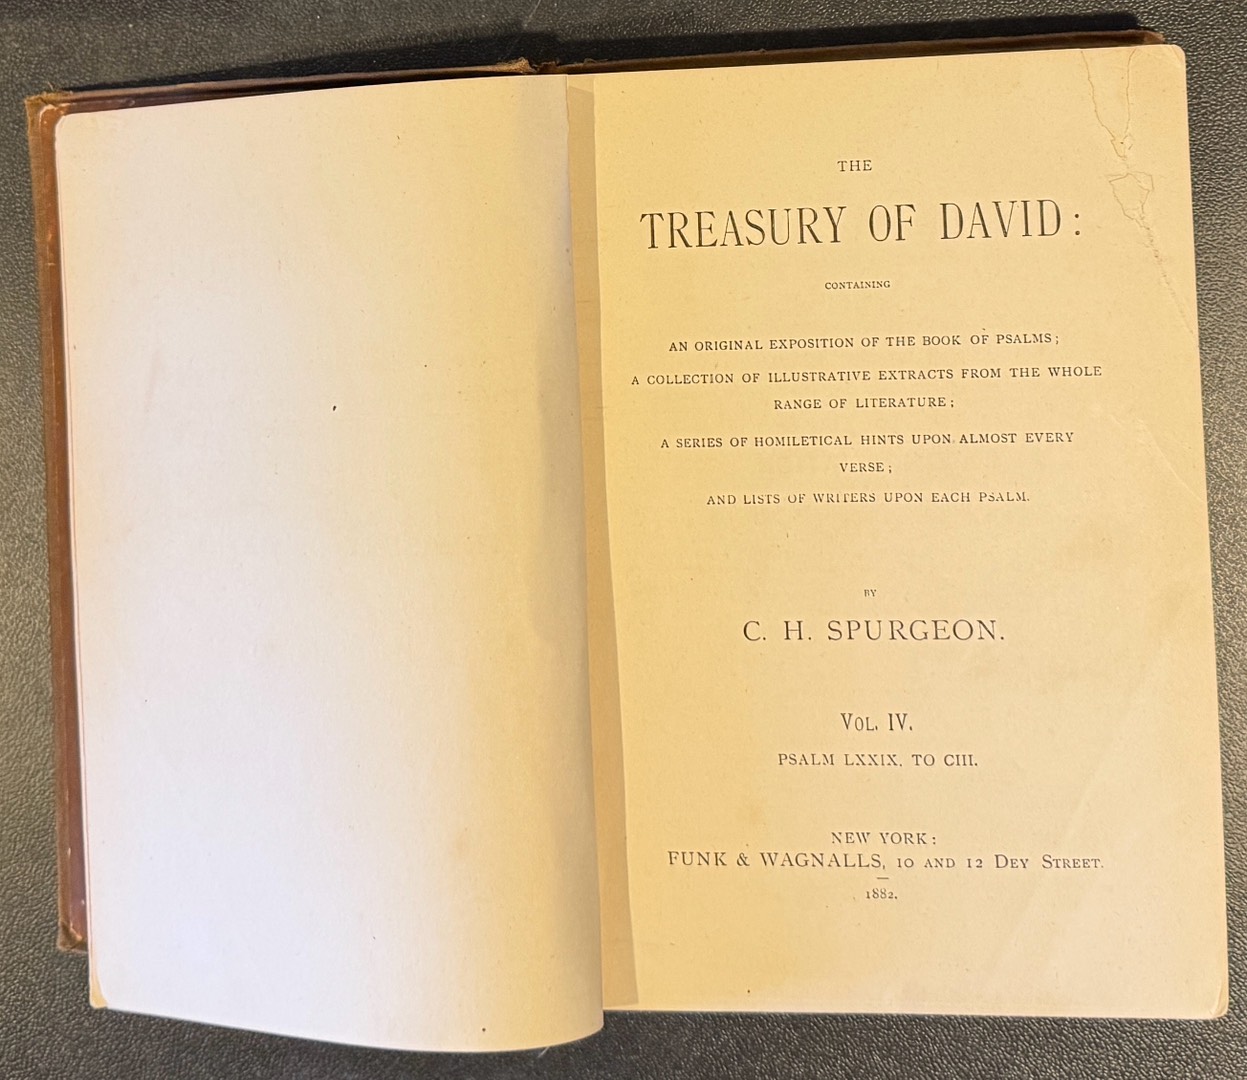 THE
TREASURY OF DAVID:
CONTAINING
AN ORIGINAL EXPOSITION OF THE BOOK OF PSALMS;
A COLLECTION OF ILLUSTRATIVE EXTRACTS FROM THE WHOLE
RANGE OF LITERATURE;
A SERIES OF HOMILETICAL HINTS UPON ALMOST EVERY
VERSE;
AND LISTS OF WRITERS UPON EACH PSALM.
BY
C. H. SPURGEON.
VOL. IV.
PSALM LXXIX. TO CIII.
NEW YORK:
FUNK & WAGNALLS, 10 AND 12 DEY STREET.
1882.